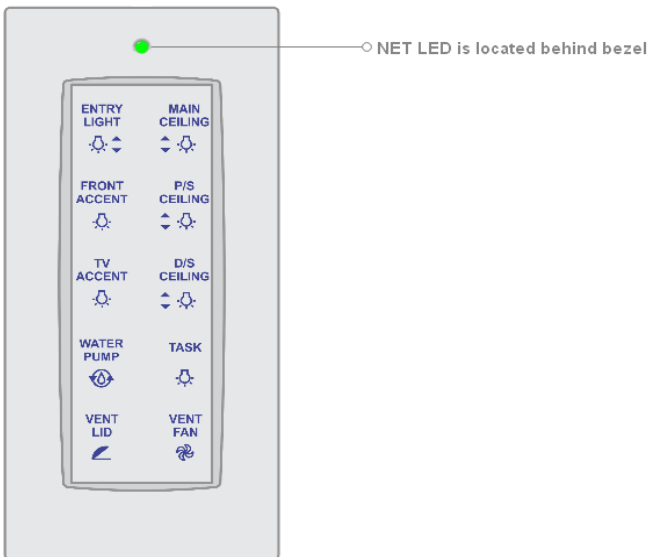 NET LED is located behind bezel
ENTRY
LIGHT
MAIN
CEILING
FRONT
ACCENT
P/S
CEILING
TV
ACCENT
D/S
CEILING
WATER
PUMP
TASK
VENT
LID
VENT
FAN